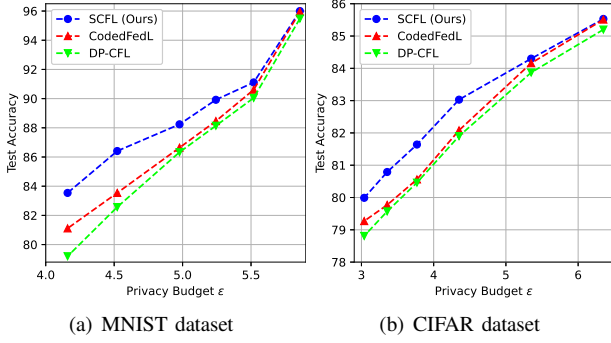 96
94
92
90
88
86
84
82
80
Test Accuracy
SCFL (Ours)
CodedFedL
DP-CFL
4.0 4.5 5.0 5.5
Privacy Budget ε
(a) MNIST dataset
86
85
84
83
82
81
80
79
78
Test Accuracy
SCFL (Ours)
CodedFedL
DP-CFL
3 4 5 6
Privacy Budget ε
(b) CIFAR dataset